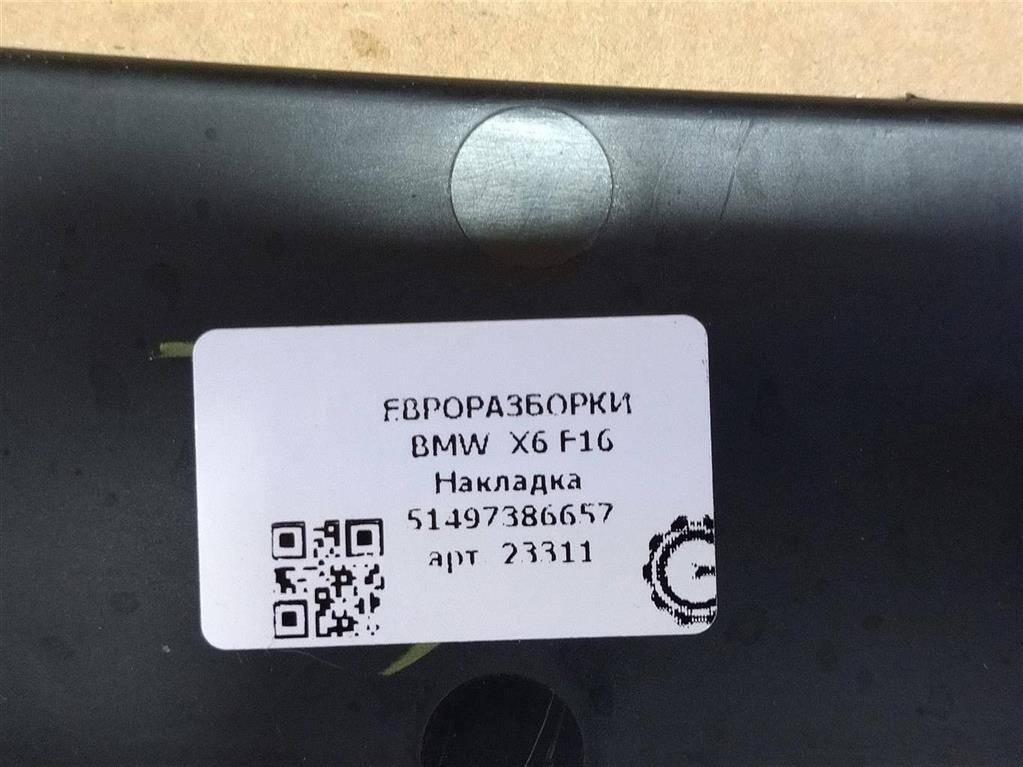 ЕВРОРАЗБОРКИ
BMW X6 F16
Накладка
51497386657
арт. 23311